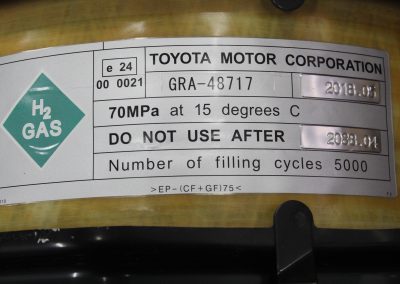 H2
GAS
e 24
00 0021
TOYOTA MOTOR CORPORATION
GRA-48717
70MPa at 15 degrees C
DO NOT USE AFTER
Number of filling cycles 5000
>EP-(CF+GF)75<